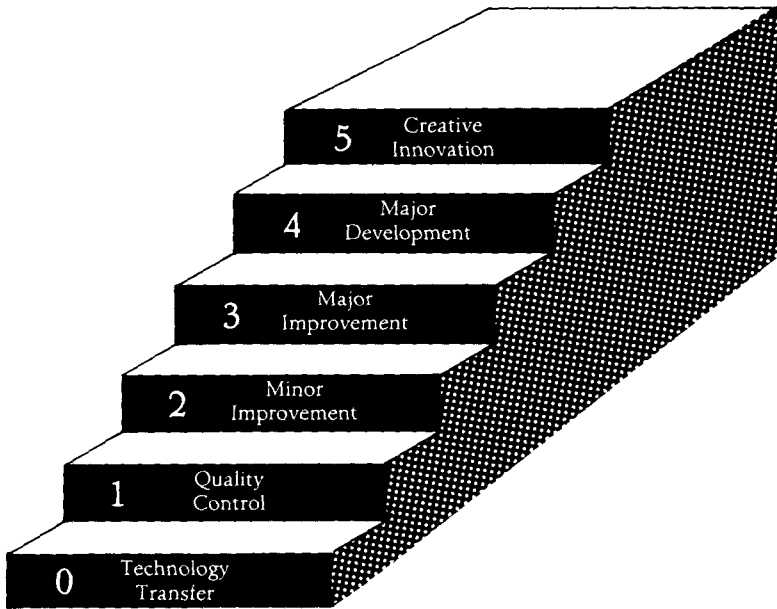 5 Creative
Innovation
4 Major
Development
3 Major
Improvement
2 Minor
Improvement
1 Quality
Control
0 Technology
Transfer